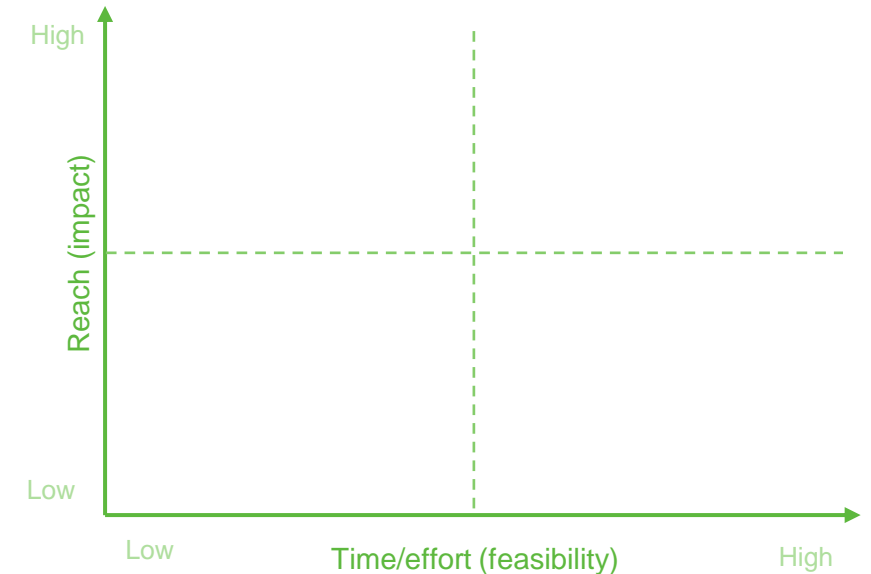 High
Reach (impact)
Low
Low
Time/effort (feasibility)
High